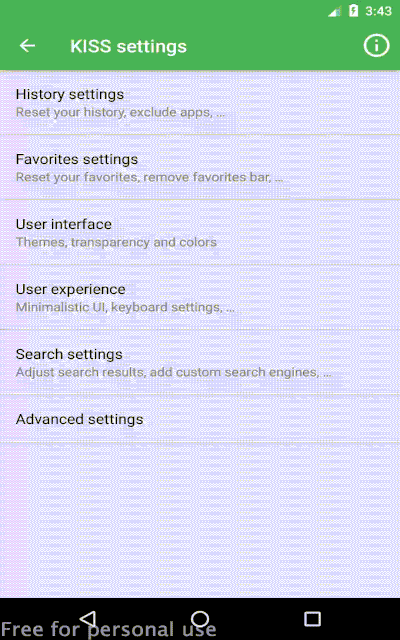 3:43
KISS settings
History settings
Reset your history, exclude apps, ...
Favorites settings
Reset your favorites, remove favorites bar, ...
User interface
Themes, transparency and colors
User experience
Minimalistic UI, keyboard settings, ...
Search settings
Adjust search results, add custom search engines, ...
Advanced settings
Free for personal use